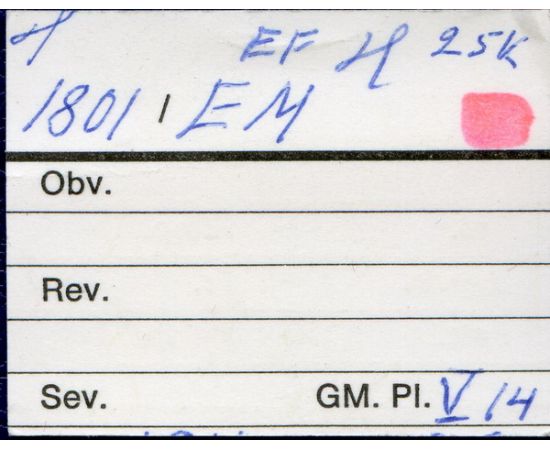 EF H 25K
1801 / EM
Obv.
Rev.
Sev. GM. Pl. V 14